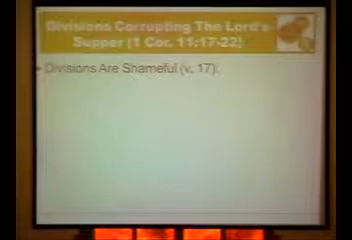 Divisions Corrupting The Lord's
Supper (1 Cor. 11:17-22)
• Divisions Are Shameful (v. 17).